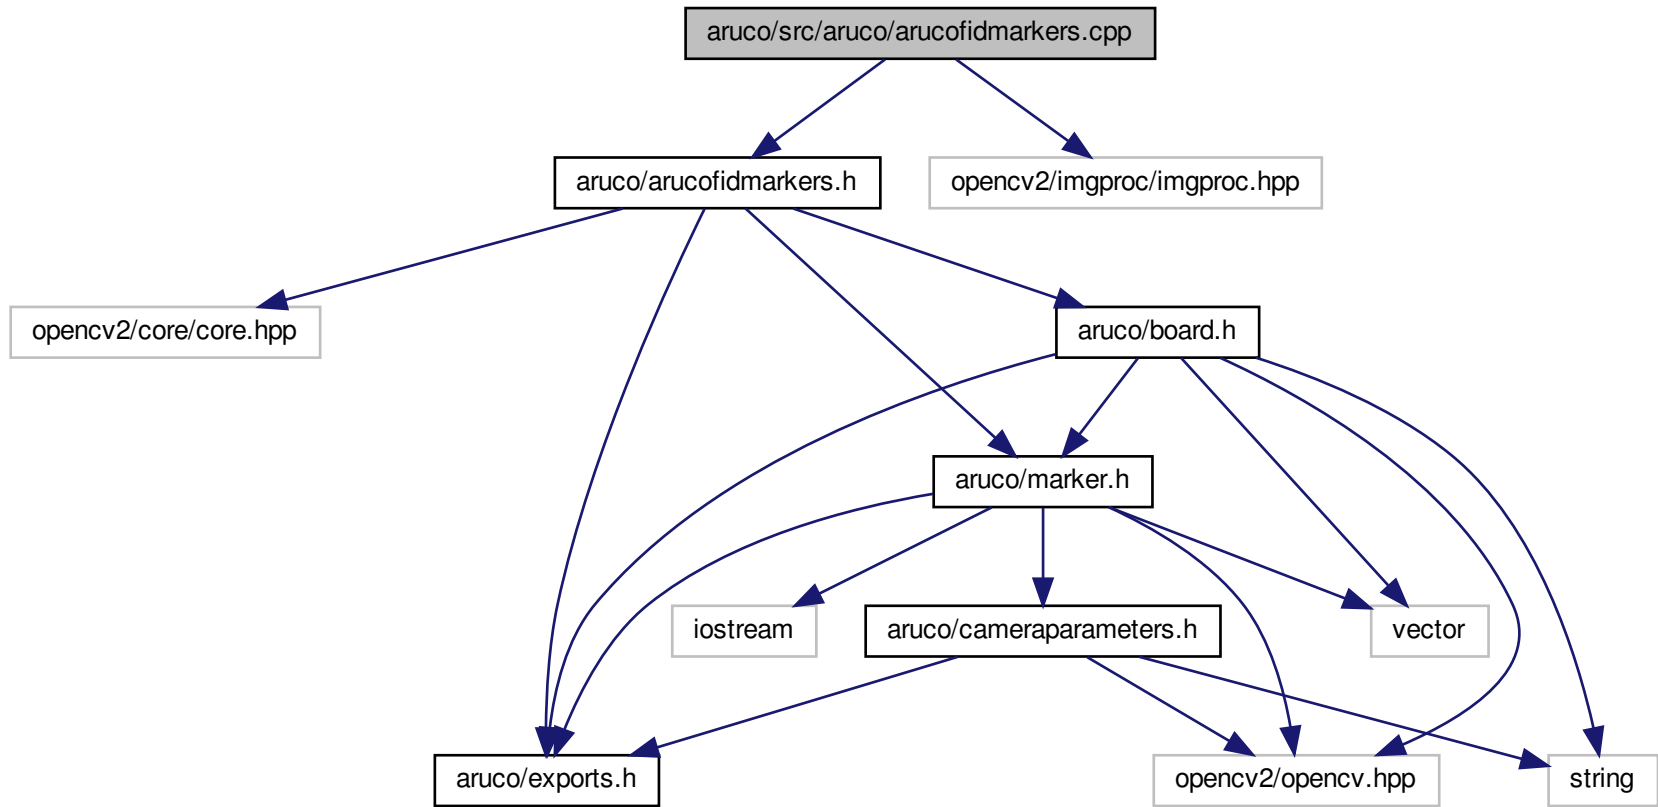 aruco/src/aruco/arucofidmarkers.cpp
aruco/arucofidmarkers.h
opencv2/imgproc/imgproc.hpp
opencv2/core/core.hpp
aruco/board.h
aruco/marker.h
iostream
aruco/cameraparameters.h
vector
aruco/exports.h
opencv2/opencv.hpp
string